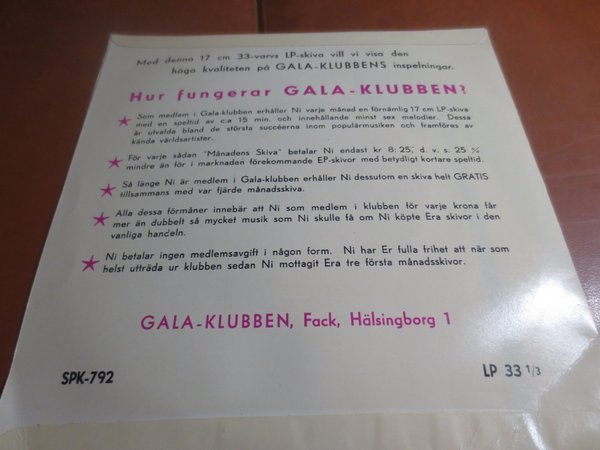 Med denna 17 cm 33-varvs LP-skiva vill vi visa den
höga kvaliteten på GALA-KLUBBENS inspelningar.
Hur fungerar GALA-KLUBBEN?
Som medlem i Gala-klubben erhåller Ni varje månad en förnämlig 17 cm LP-skiva
med en speltid av c:a 15 min. och innehållande minst sex melodier. Dessa
är utvalda bland de största succéerna inom populärmusiken och framföres av
kända världsartister.
För varje sådan "Månadens Skiva" betalar Ni endast kr 8:25, d. v. s. 25 %
mindre än för i marknaden förekommande EP-skivor med betydligt kortare speltid.
Så länge Ni är medlem i Gala-klubben erhåller Ni dessutom en skiva helt GRATIS
tillsammans med var fjärde månadsskiva.
Alla dessa förmåner innebär att Ni som medlem i klubben för varje krona får
mer än dubbelt så mycket musik som Ni skulle få om Ni köpte Era skivor i den
vanliga handeln.
Ni betalar ingen medlemsavgift i någon form. Ni har Er fulla frihet att när som
helst utträda ur klubben sedan Ni mottagit Era tre första månadsskivor.
GALA-KLUBBEN, Fack, Hälsingborg 1
SPK-792
LP 33 1/3